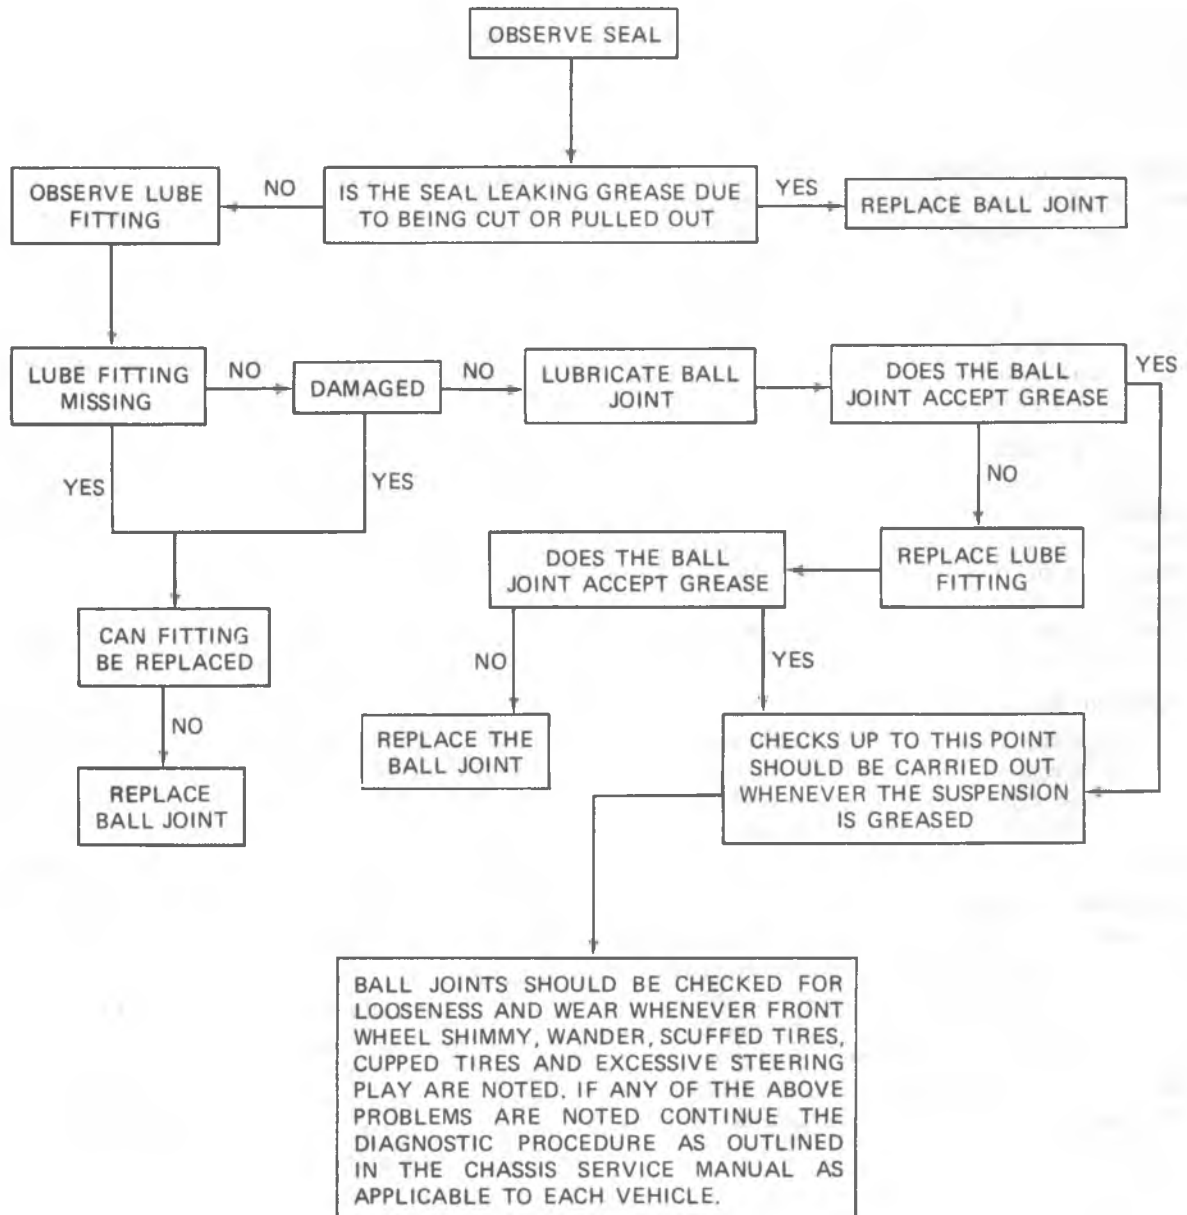 OBSERVE SEAL
OBSERVE LUBE
FITTING
NO
IS THE SEAL LEAKING GREASE DUE
TO BEING CUT OR PULLED OUT
YES
REPLACE BALL JOINT
LUBE FITTING
MISSING
NO
DAMAGED
NO
LUBRICATE BALL
JOINT
DOES THE BALL
JOINT ACCEPT GREASE
YES
YES
YES
NO
DOES THE BALL
JOINT ACCEPT GREASE
REPLACE LUBE
FITTING
CAN FITTING
BE REPLACED
NO
YES
NO
REPLACE
BALL JOINT
REPLACE THE
BALL JOINT
CHECKS UP TO THIS POINT
SHOULD BE CARRIED OUT
WHENEVER THE SUSPENSION
IS GREASED
BALL JOINTS SHOULD BE CHECKED FOR
LOOSENESS AND WEAR WHENEVER FRONT
WHEEL SHIMMY, WANDER, SCUFFED TIRES,
CUPPED TIRES AND EXCESSIVE STEERING
PLAY ARE NOTED. IF ANY OF THE ABOVE
PROBLEMS ARE NOTED CONTINUE THE
DIAGNOSTIC PROCEDURE AS OUTLINED
IN THE CHASSIS SERVICE MANUAL AS
APPLICABLE TO EACH VEHICLE.